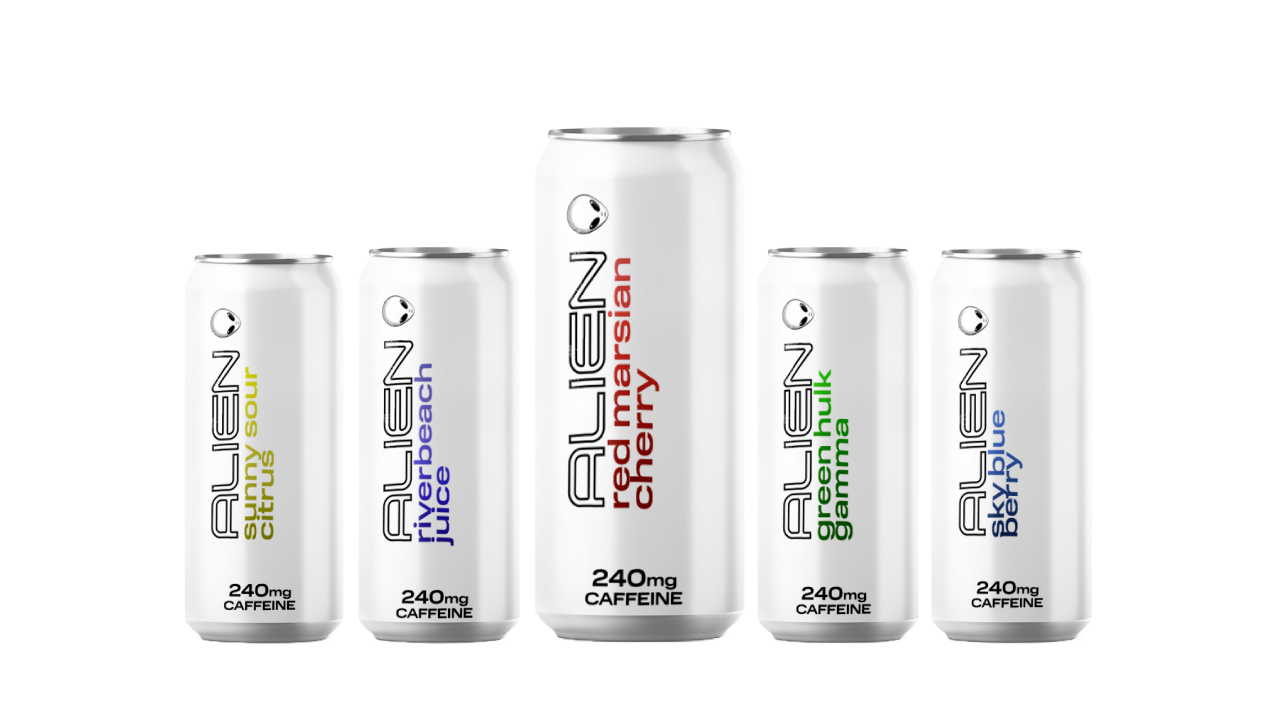 ALIEN
sunny sour
citrus
240mg
CAFFEINE
ALIEN
riverbeach
juice
240mg
CAFFEINE
ALIEN
red marsian
cherry
240mg
CAFFEINE
ALIEN
green hulk
gamma
240mg
CAFFEINE
ALIEN
sky blue
berry
240mg
CAFFEINE